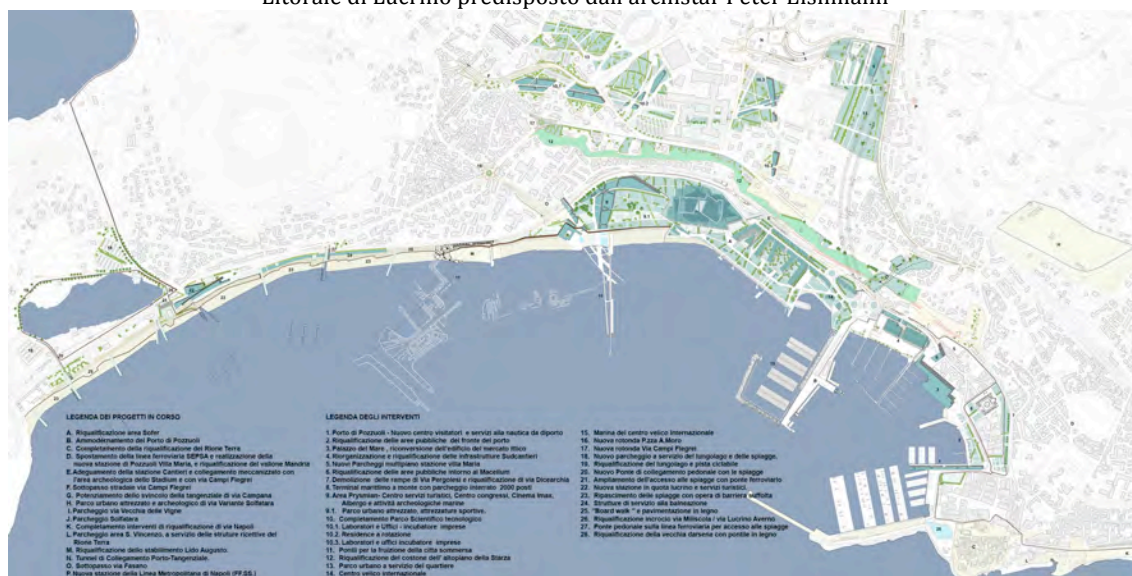 Litorale di Lucrino predisposto dall'archistar Peter Eisnmann
LEGENDA DEI PROGETTI IN CORSO
A. Riqualificazione area Sofer
B. Ammodernamento del Porto di Pozzuoli
C. Completamento della riqualificazione del Rione Terra
D. Spostamento della linea ferroviaria SEPSA e realizzazione della
nuova stazione di Pozzuoli Villa Maria, e riqualificazione del vallone Mandria
E. Adeguamento della stazione Cantieri e collegamento meccanizzato con
l'area archeologica dello Stadium e con via Campi Flegrei
F. Sottopasso stradale via Campi Flegrei
G. Potenziamento dello svincolo della tangenziale di via Campana
H. Parco urbano attrezzato e archeologico di via Variante Solfatara
I. Parcheggio via Vecchia delle Vigne
J. Parcheggio Solfatara
K. Completamento interventi di riqualificazione di via Napoli
L. Parcheggio area S. Vincenzo, a servizio delle struture ricettive del
Rione Terra
M. Riqualificazione dello stabilimento Lido Augusto.
N. Tunnel di Collegamento Porto-Tangenziale.
O. Sottopasso via Fasano
P. Nuova stazione della Linea Metropolitana di Napoli (FF.SS.)
LEGENDA DEGLI INTERVENTI
1. Porto di Pozzuoli - Nuovo centro visitatori e servizi alla nautica da diporto
2. Riqualificazione delle aree pubbliche del fronte del porto
3. Palazzo del Mare, riconversione dell'edificio del mercato ittico
4. Riorganizzazione e riqualificazione delle infrastrutture Sudcantieri
5. Nuovo Parcheggi multipiano stazione villa Maria
6. Riqualificazione delle aree pubbliche intorno al Macellum
7. Demolizione delle rampe di Via Pergolesi e riqualificazione di via Dicearchia
8. Terminal marittimo a monte con parcheggio interrato 2000 posti
9. Area Prysmian- Centro servizi turistici, Centro congressi, Cinema Imax,
Albergo e attività archeologiche marine
9.1. Parco urbano attrezzato, attrezzature sportive.
10. Completamento Parco Scientifico tecnologico
10.1. Laboratori e Uffici - incubatore imprese
10.2. Residence a rotazione
10.3. Laboratori e uffici incubatore imprese
11. Pontili per la fruizione della citta sommersa
12. Riqualificazione del costone dell' altopiano della Starza
13. Parco urbano a servizio del quartiere
14. Centro velico internazionale
15. Marina del centro velico internazionale
16. Nuova rotonda P.zza A.Moro
17. Nuova rotonda Via Campi Flegrei
18. Nuovo parcheggio a servizio del lungolago e delle spiagge.
19. Riqualificazione del lungolago e pista ciclabile
20. Nuovo Ponte di collegamento pedonale con le spiagge
21. Ampliamento dell'accesso alle spiaggie con ponte ferroviario
22. Nuova stazione in quota lucrino e servizi turistici.
23. Ripascimento delle spiagge con opera di barriera soffolta
24. Strutture di servizio alla balneazione
25. "Board walk" e pavimentazione in legno
26. Riqualificazione incrocio via Miliscola / via Lucrino Averno
27. Ponte pedonale sulla linea ferroviaria per accesso alle spiagge
28. Riqualificazione della vecchia darsena con pontile in legno